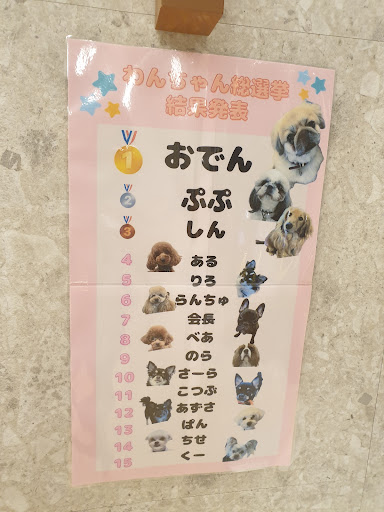 わんちゃん総選挙
結果発表
1 おでん
2 ぷぷ
3 しん
4 ある
5 りろ
6 らんちゅ
7 会長
8 べあ
9 のら
10 さーら
11 こつぶ
12 あずさ
13 ぱん
14 ちせ
15 くー